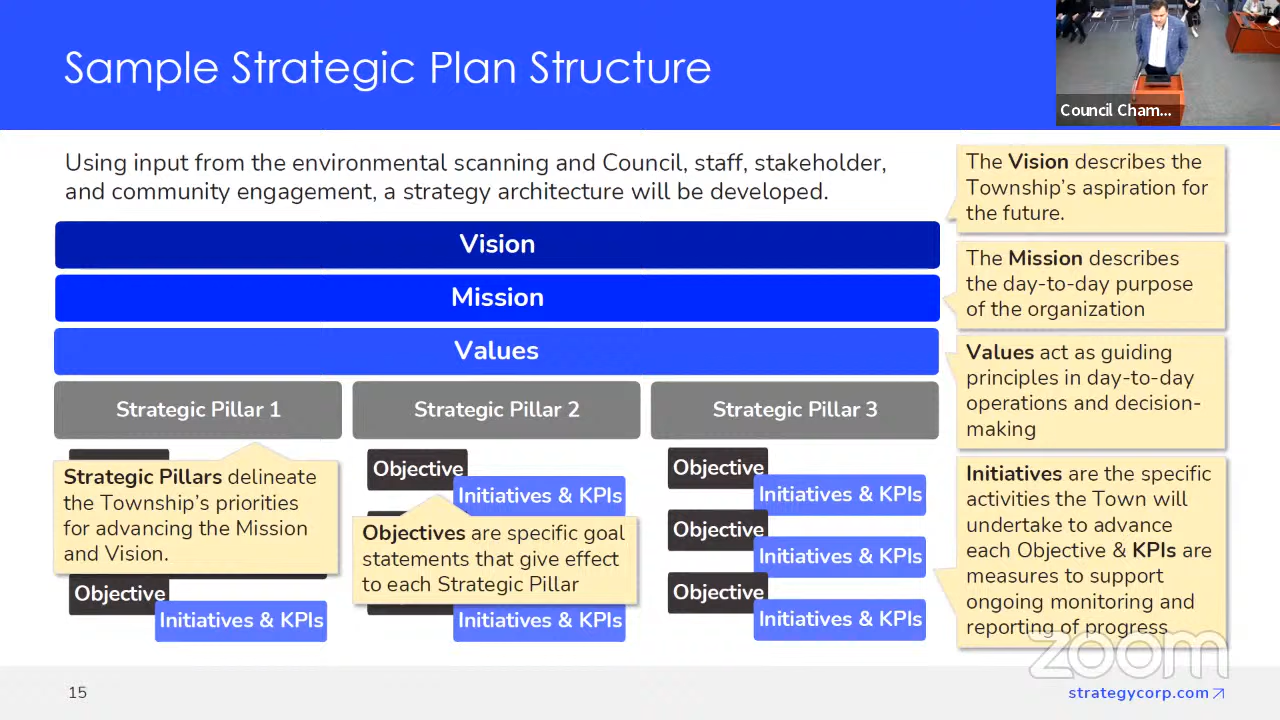 Sample Strategic Plan Structure
Council Cham...
Using input from the environmental scanning and Council, staff, stakeholder,
and community engagement, a strategy architecture will be developed.
Vision
Mission
Values
Strategic Pillar 1
Strategic Pillar 2
Strategic Pillar 3
Strategic Pillars delineate
the Township's priorities
for advancing the Mission
and Vision.
Objective
Initiatives & KPIs
Objective
Initiatives & KPIs
Objectives are specific goal
statements that give effect
to each Strategic Pillar
Initiatives & KPIs
Objective
Initiatives & KPIs
Objective
Initiatives & KPIs
Objective
Initiatives & KPIs
The Vision describes the
Township's aspiration for
the future.
The Mission describes
the day-to-day purpose
of the organization
Values act as guiding
principles in day-to-day
operations and decision-
making
Initiatives are the specific
activities the Town will
undertake to advance
each Objective & KPIs are
measures to support
ongoing monitoring and
reporting of progress
zoom
15
strategycorp.com